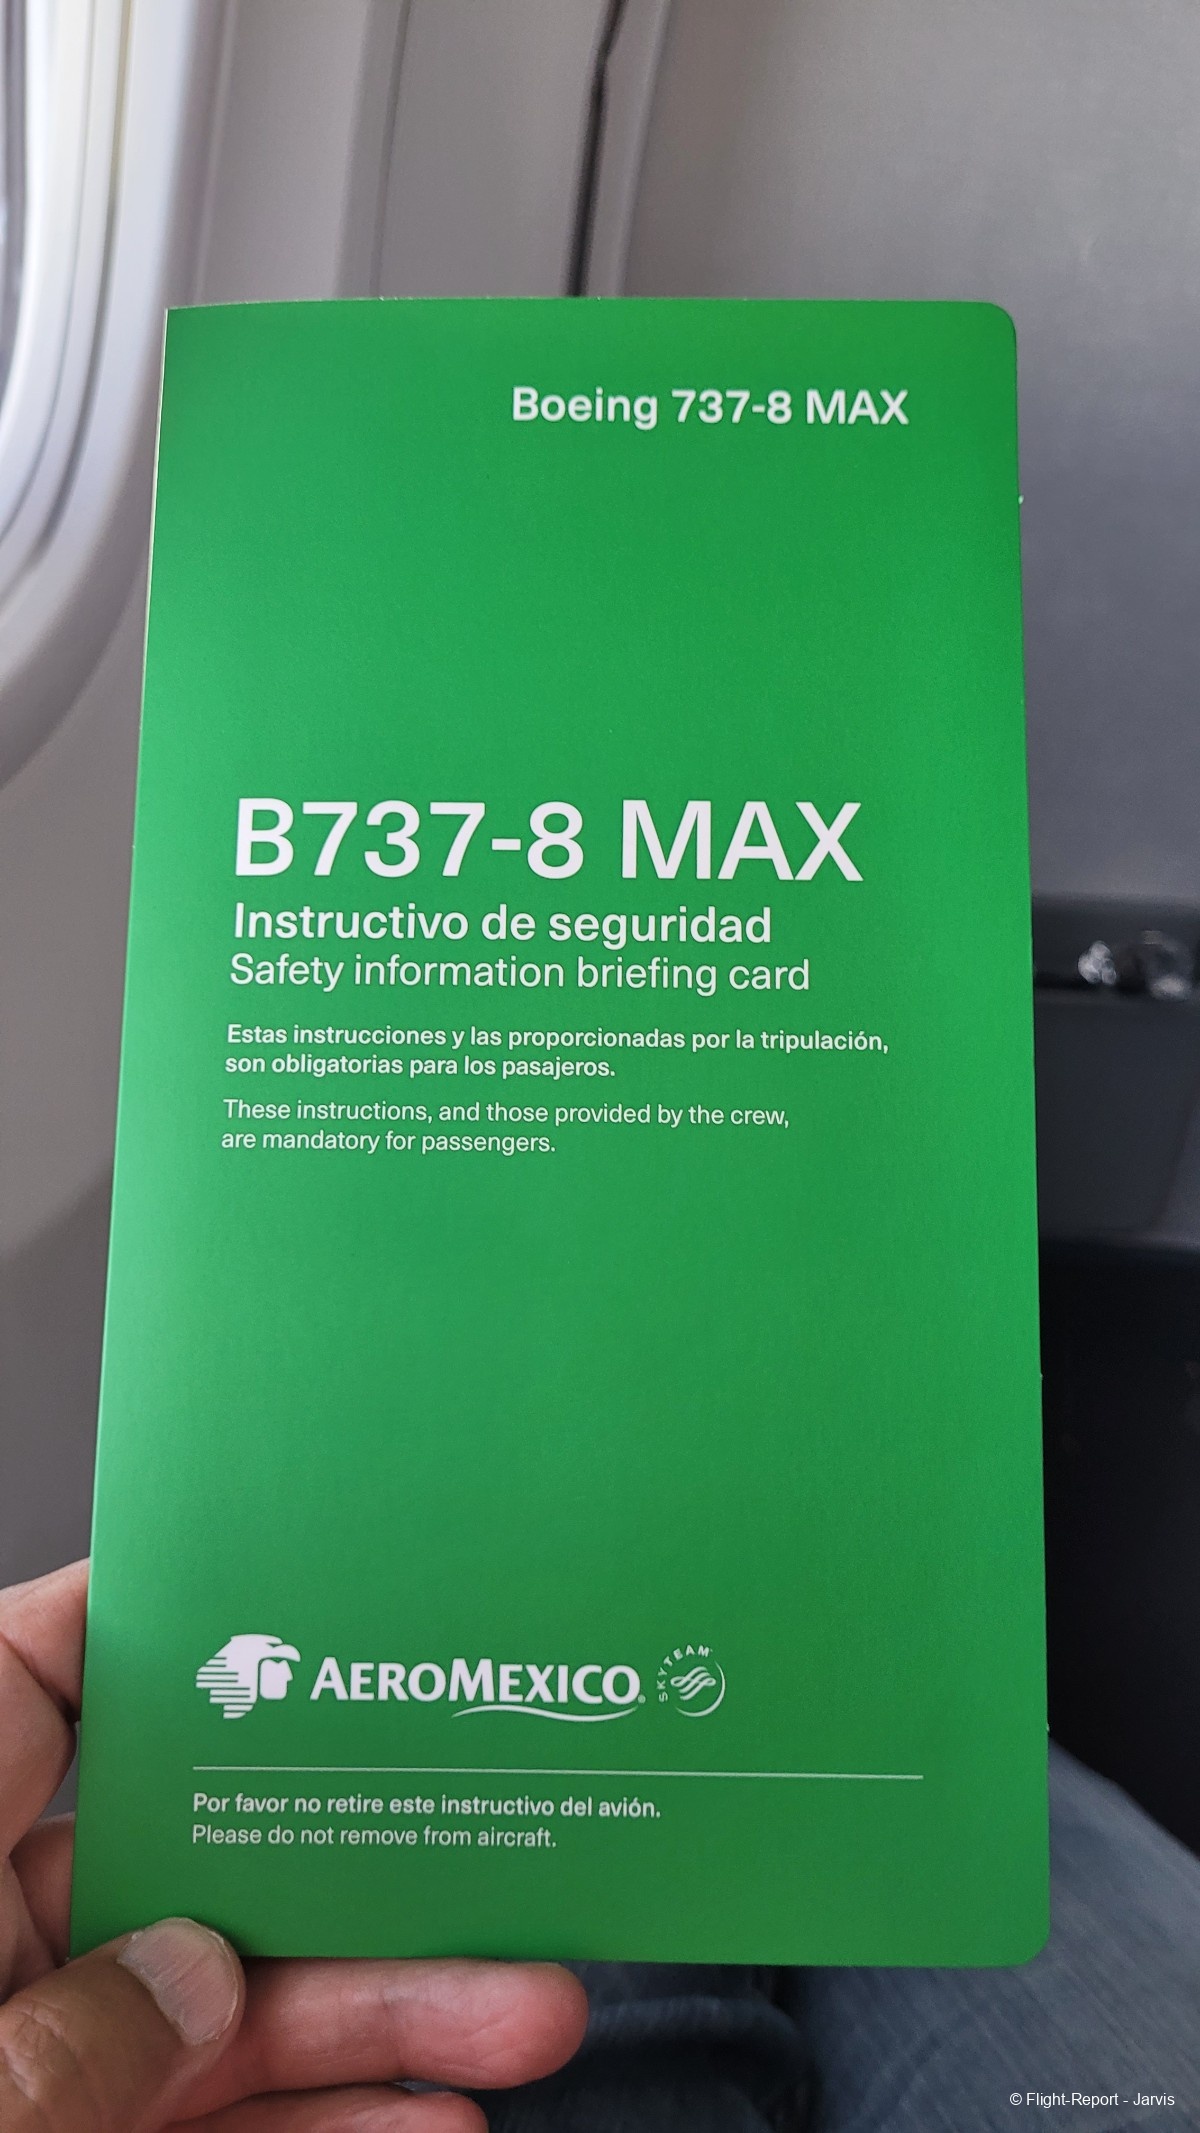 Boeing 737-8 MAX
B737-8 MAX
Instructivo de seguridad
Safety information briefing card
Estas instrucciones y las proporcionadas por la tripulación,
son obligatorias para los pasajeros.
These instructions, and those provided by the crew,
are mandatory for passengers.
AEROMEXICO®
SKYTEAM
Por favor no retire este instructivo del avión.
Please do not remove from aircraft.
© Flight-Report - Jarvis